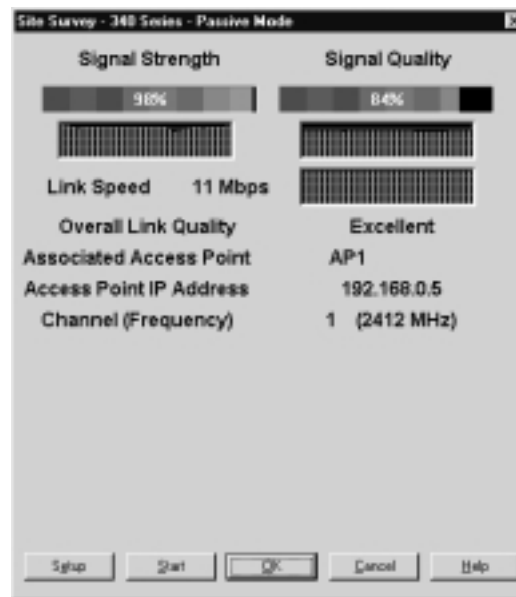 Site Survey - 340 Series - Passive Mode
Signal Strength Signal Quality
98% 84%
Link Speed 11 Mbps
Overall Link Quality Excellent
Associated Access Point AP1
Access Point IP Address 192.168.0.5
Channel (Frequency) 1 (2412 MHz)
Setup Start OK Cancel Help